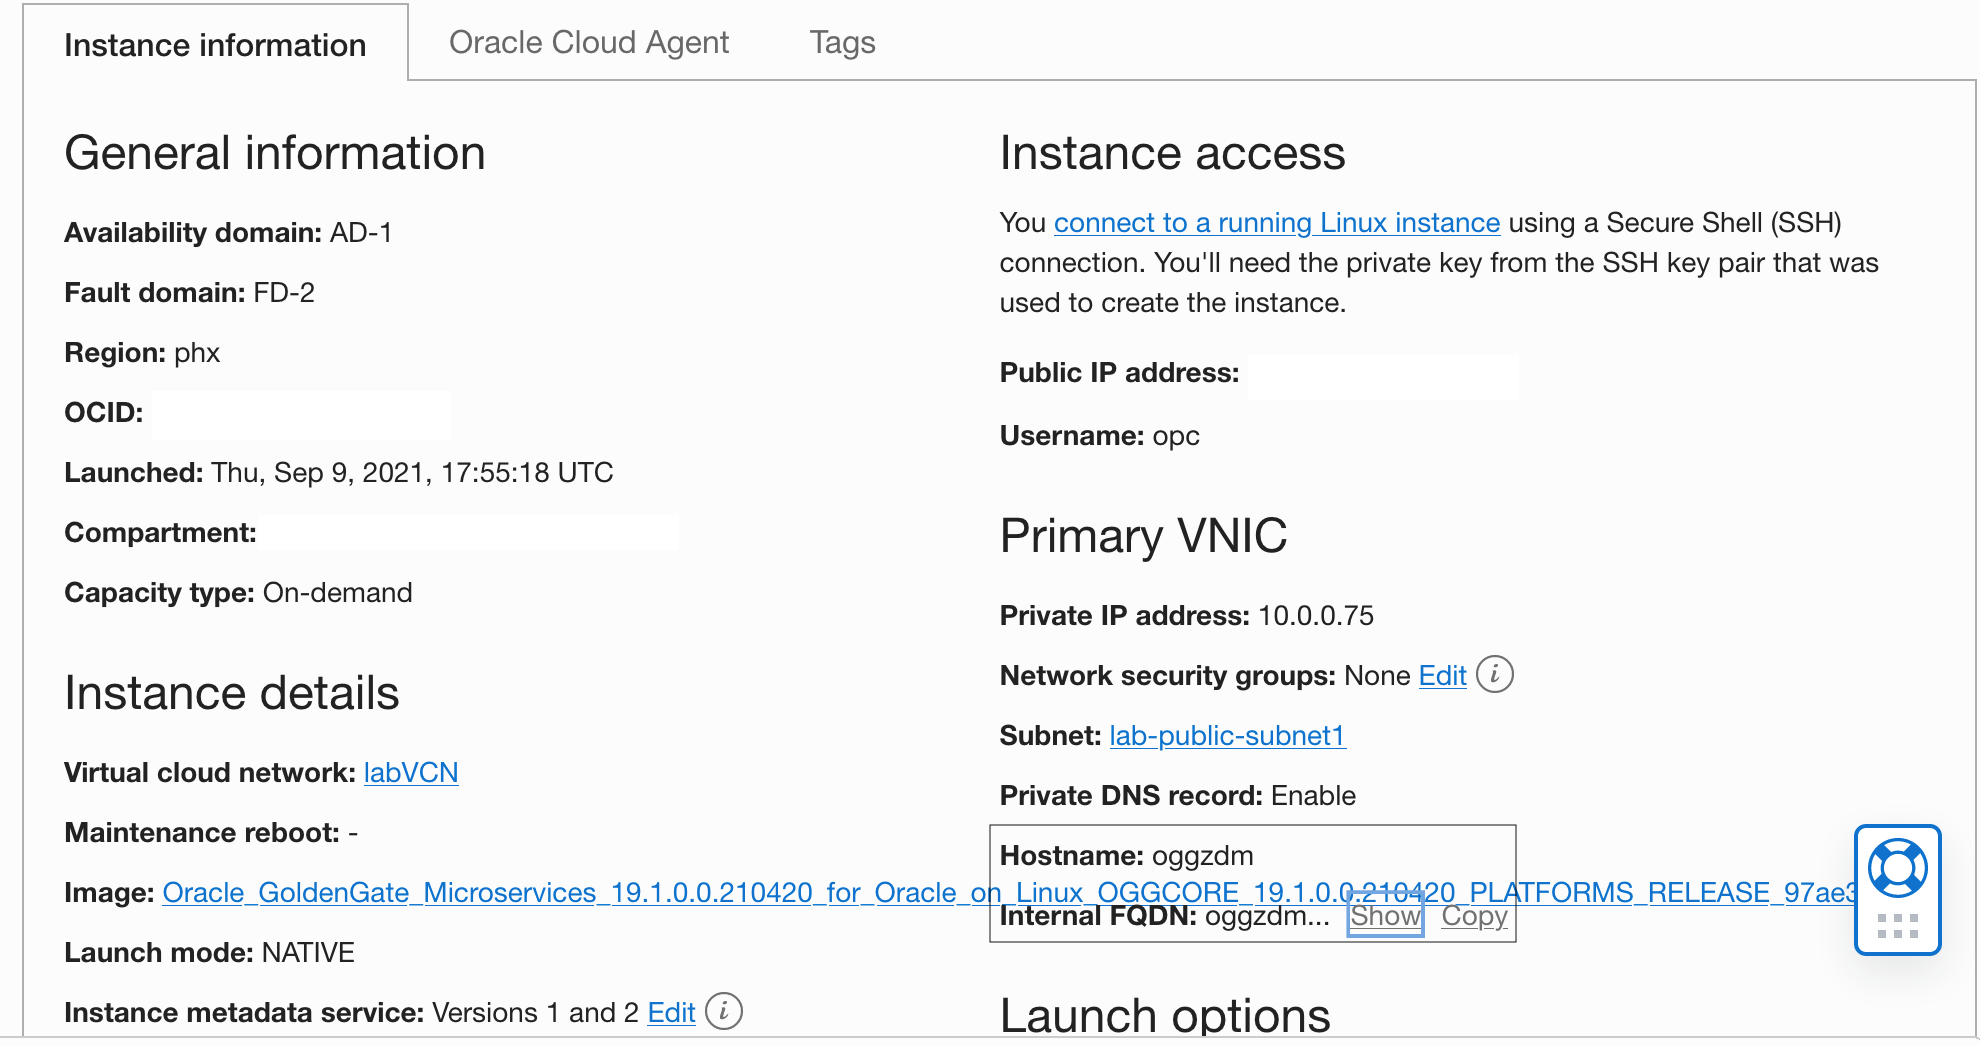 Instance information
Oracle Cloud Agent
Tags
General information
Availability domain: AD-1
Fault domain: FD-2
Region: phx
OCID:
Launched: Thu, Sep 9, 2021, 17:55:18 UTC
Compartment:
Capacity type: On-demand
Instance details
Virtual cloud network: labVCN
Maintenance reboot: -
Image: Oracle_GoldenGate_Microservices_19.1.0.0.210420_for_Oracle_on_Linux_OGGCORE_19.1.0.0.210420_PLATFORMS_RELEASE_97ae3
Launch mode: NATIVE
Instance metadata service: Versions 1 and 2 Edit i
Instance access
You connect to a running Linux instance using a Secure Shell (SSH)
connection. You'll need the private key from the SSH key pair that was
used to create the instance.
Public IP address:
Username: opc
Primary VNIC
Private IP address: 10.0.0.75
Network security groups: None Edit i
Subnet: lab-public-subnet1
Private DNS record: Enable
Hostname: oggzdm
Internal FQDN: oggzdm... Show Copy
Launch options